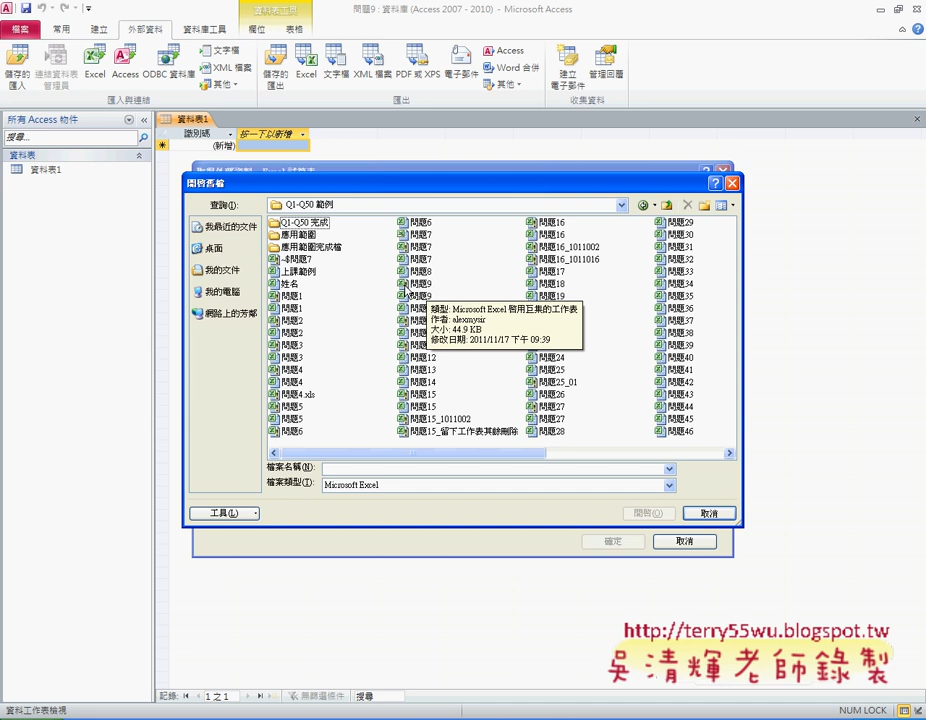 問題9 : 資料庫 (Access 2007 - 2010) - Microsoft Access
資料表工具
檔案 常用 建立 外部資料 資料庫工具 欄位 表格
儲存的匯入 連結資料表管理員 Excel Access ODBC 資料庫 文字檔 XML 檔案 其他
匯入與連結
儲存的匯出 Excel 文字檔 XML 檔案 PDF 或 XPS 電子郵件 Access Word 合併 其他
匯出
建立電子郵件 管理回覆
收集資料
所有 Access 物件
搜尋...
資料表
資料表1
資料表1
識別碼 按一下以新增
(新增)
開啟舊檔
查詢(I): Q1-Q50 範例
我最近的文件
桌面
我的文件
我的電腦
網路上的芳鄰
Q1-Q50 完成
應用範圍
應用範圍完成檔
~$問題7
上課範例
姓名
問題1
問題1
問題2
問題2
問題3
問題3
問題4
問題4
問題4.xls
問題5
問題5
問題6
問題6
問題7
問題7
問題7
問題8
問題9
問題9
問題12
問題13
問題14
問題15
問題15
問題15_1011002
問題15_留下工作表其餘刪除
問題16
問題16
問題16_1011002
問題16_1011016
問題17
問題18
問題19
問題24
問題25
問題25_01
問題26
問題27
問題27
問題28
問題29
問題30
問題31
問題32
問題33
問題34
問題35
問題36
問題37
問題38
問題39
問題40
問題41
問題42
問題43
問題44
問題45
問題46
類型: Microsoft Excel 啟用巨集的工作表
作者: alexmysir
大小: 44.9 KB
修改日期: 2011/11/17 下午 09:39
檔案名稱(N):
檔案類型(T): Microsoft Excel
工具(L) 開啟(O) 取消
確定 取消
http://terry55wu.blogspot.tw
吳清輝老師錄製
記錄: 1 之 1 無篩選條件 搜尋
資料工作表檢視 NUM LOCK